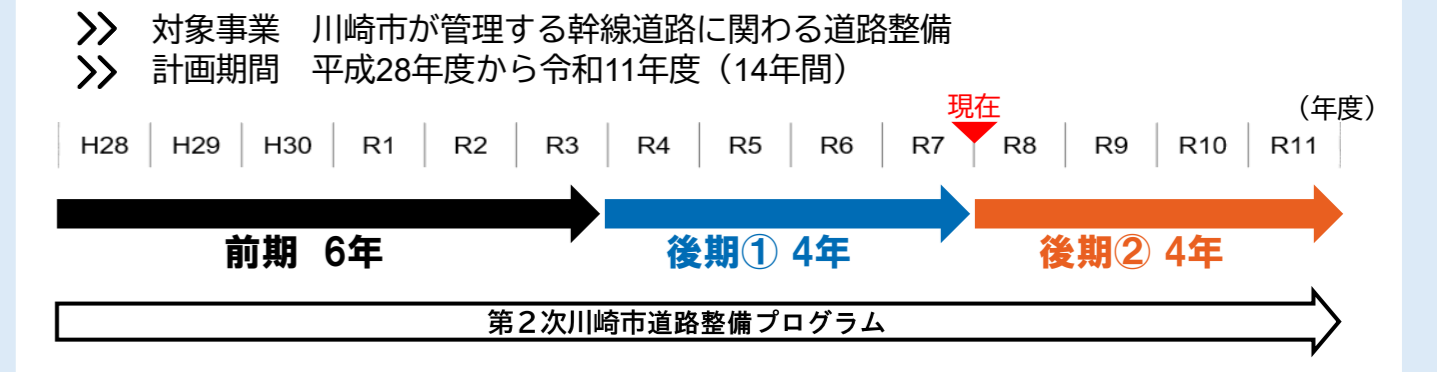 対象事業 川崎市が管理する幹線道路に関わる道路整備
計画期間 平成28年度から令和11年度（14年間）
現在 （年度）
H28 H29 H30 R1 R2 R3 R4 R5 R6 R7 R8 R9 R10 R11
前期 6年 後期① 4年 後期② 4年
第２次川崎市道路整備プログラム